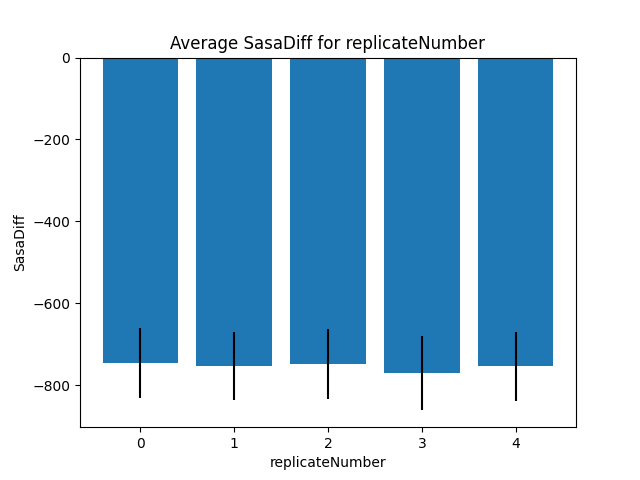 Average SasaDiff for replicateNumber
0
−200
−400
−600
−800
SasaDiff
0 1 2 3 4
replicateNumber